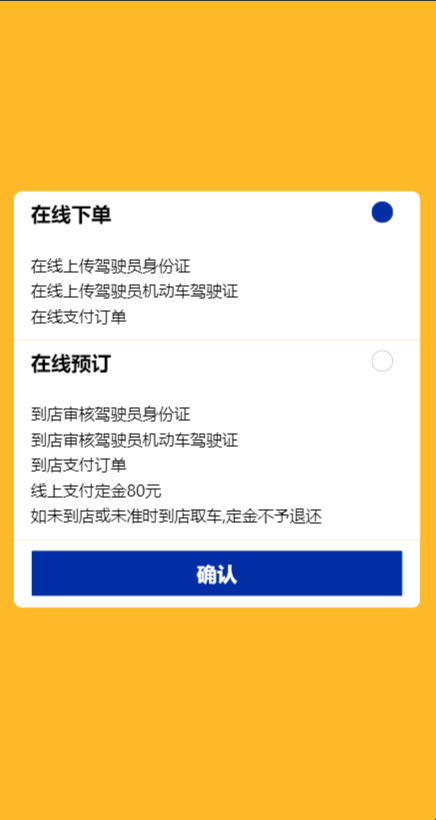 在线下单
在线上传驾驶员身份证
在线上传驾驶员机动车驾驶证
在线支付订单
在线预订
到店审核驾驶员身份证
到店审核驾驶员机动车驾驶证
到店支付订单
线上支付定金80元
如未到店或未准时到店取车,定金不予退还
确认